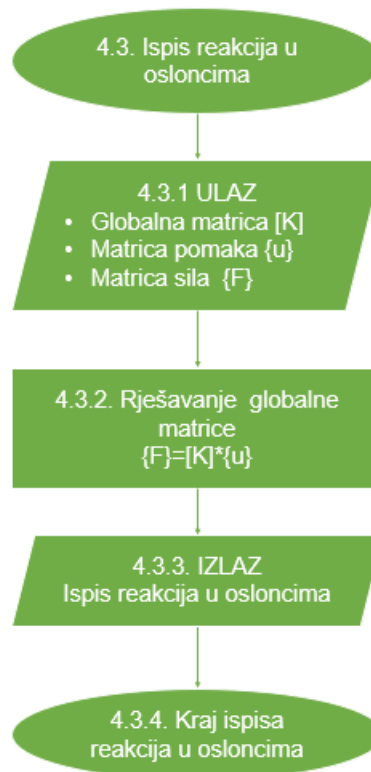 4.3. Ispis reakcija u
osloncima
4.3.1 ULAZ
• Globalna matrica [K]
• Matrica pomaka {u}
• Matrica sila {F}
4.3.2. Rješavanje globalne
matrice
{F}=[K]*{u}
4.3.3. IZLAZ
Ispis reakcija u osloncima
4.3.4. Kraj ispisa
reakcija u osloncima